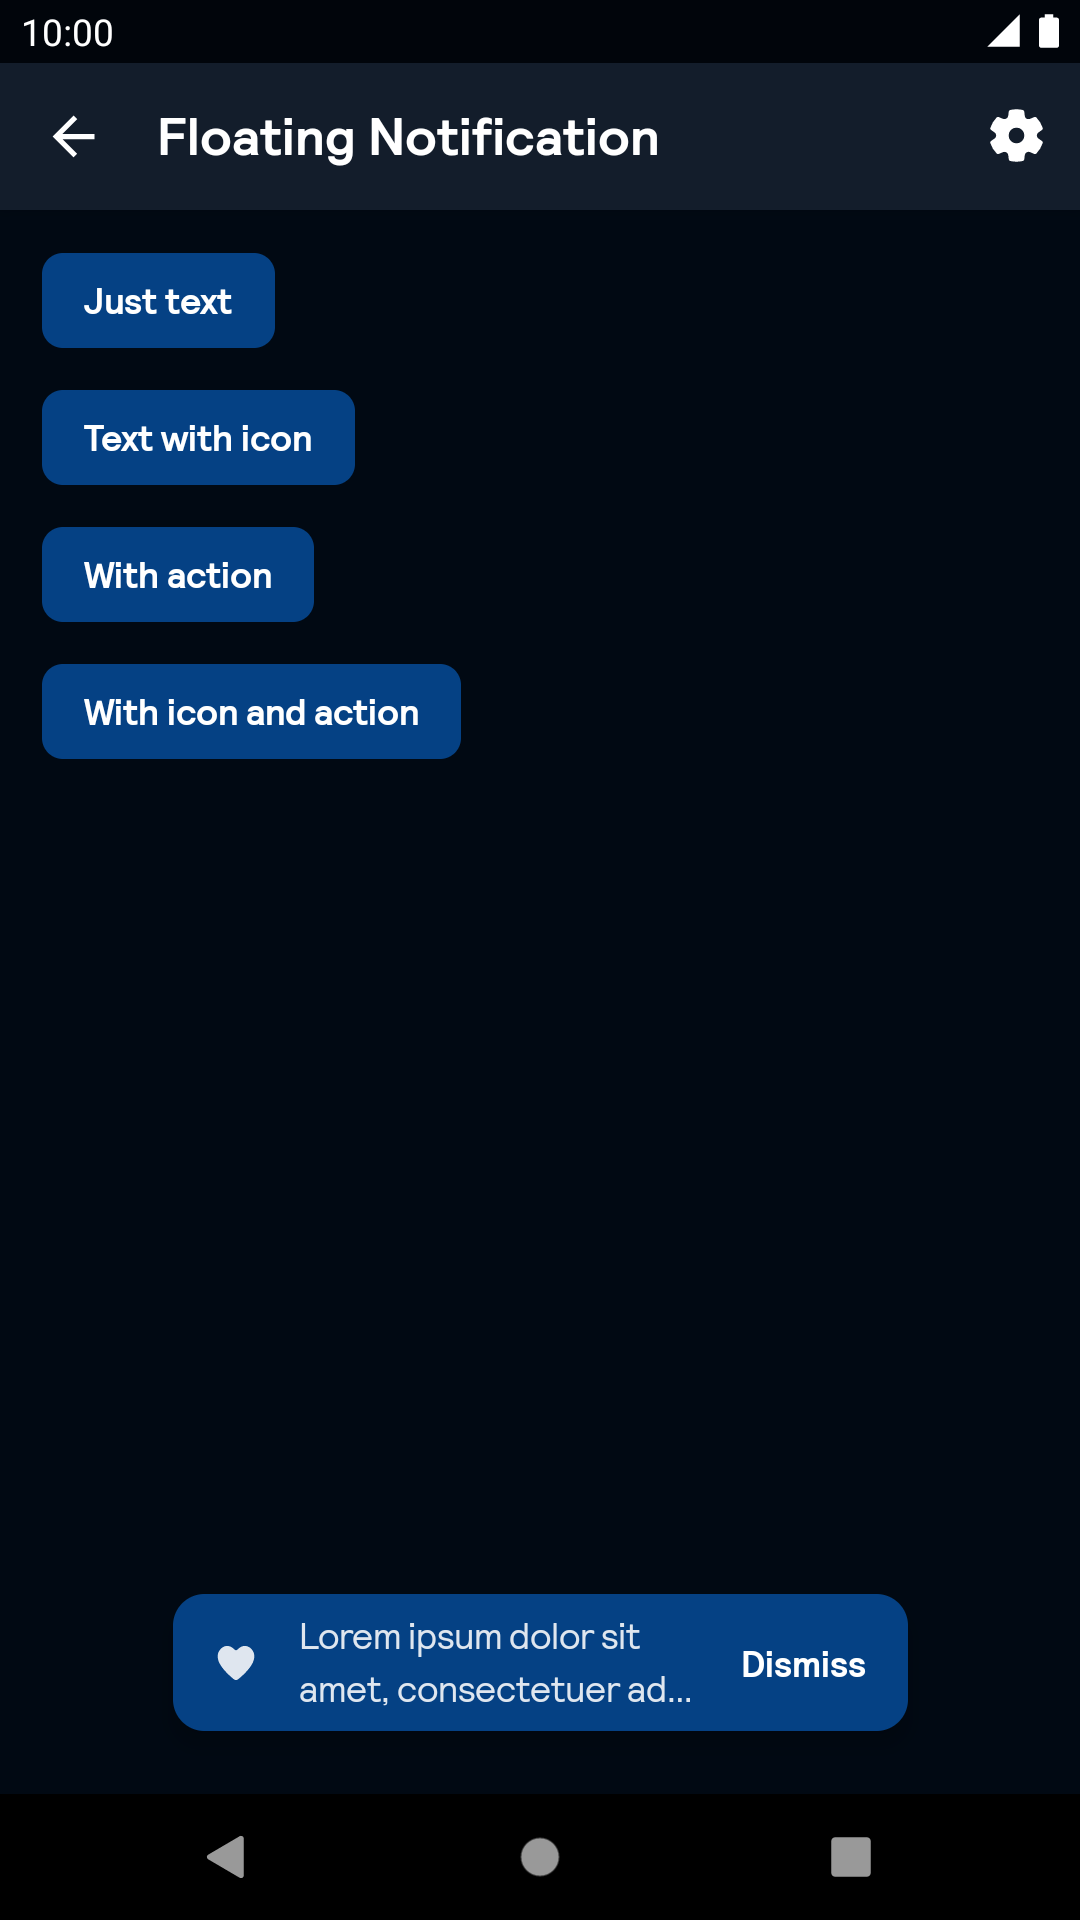 10:00
Floating Notification
Just text
Text with icon
With action
With icon and action
Lorem ipsum dolor sit
amet, consectetuer ad...
Dismiss